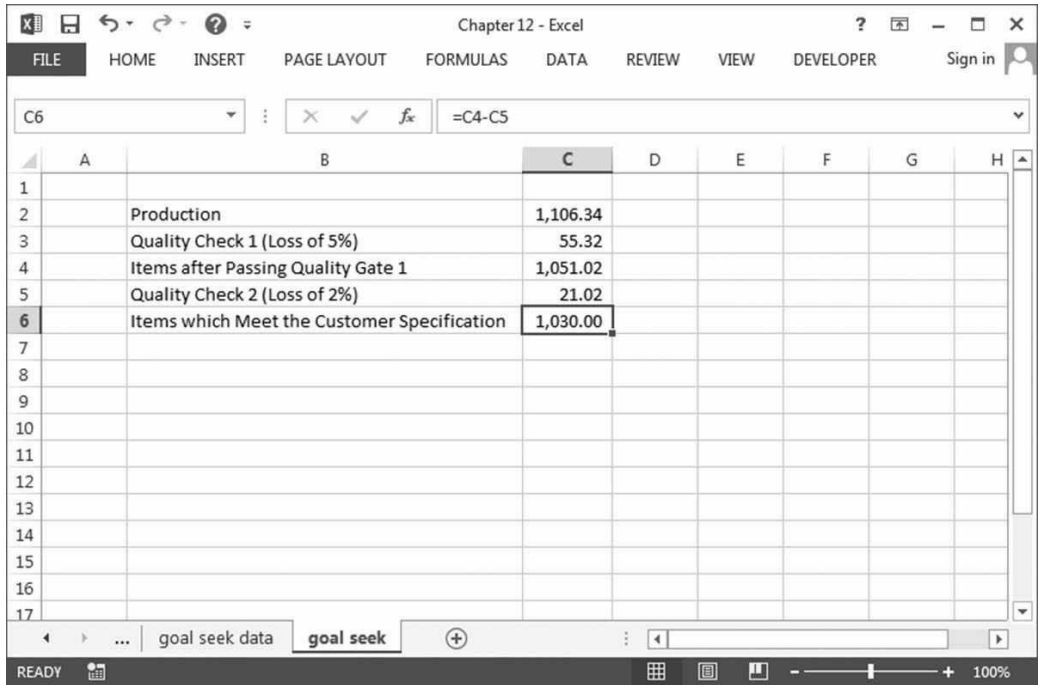 Chapter 12 - Excel ?
FILE HOME INSERT PAGE LAYOUT FORMULAS DATA REVIEW VIEW DEVELOPER Sign in
C6 fx =C4-C5
A B C D E F G H
1
2 Production 1,106.34
3 Quality Check 1 (Loss of 5%) 55.32
4 Items after Passing Quality Gate 1 1,051.02
5 Quality Check 2 (Loss of 2%) 21.02
6 Items which Meet the Customer Specification 1,030.00
7
8
9
10
11
12
13
14
15
16
17
... goal seek data goal seek
READY 100%